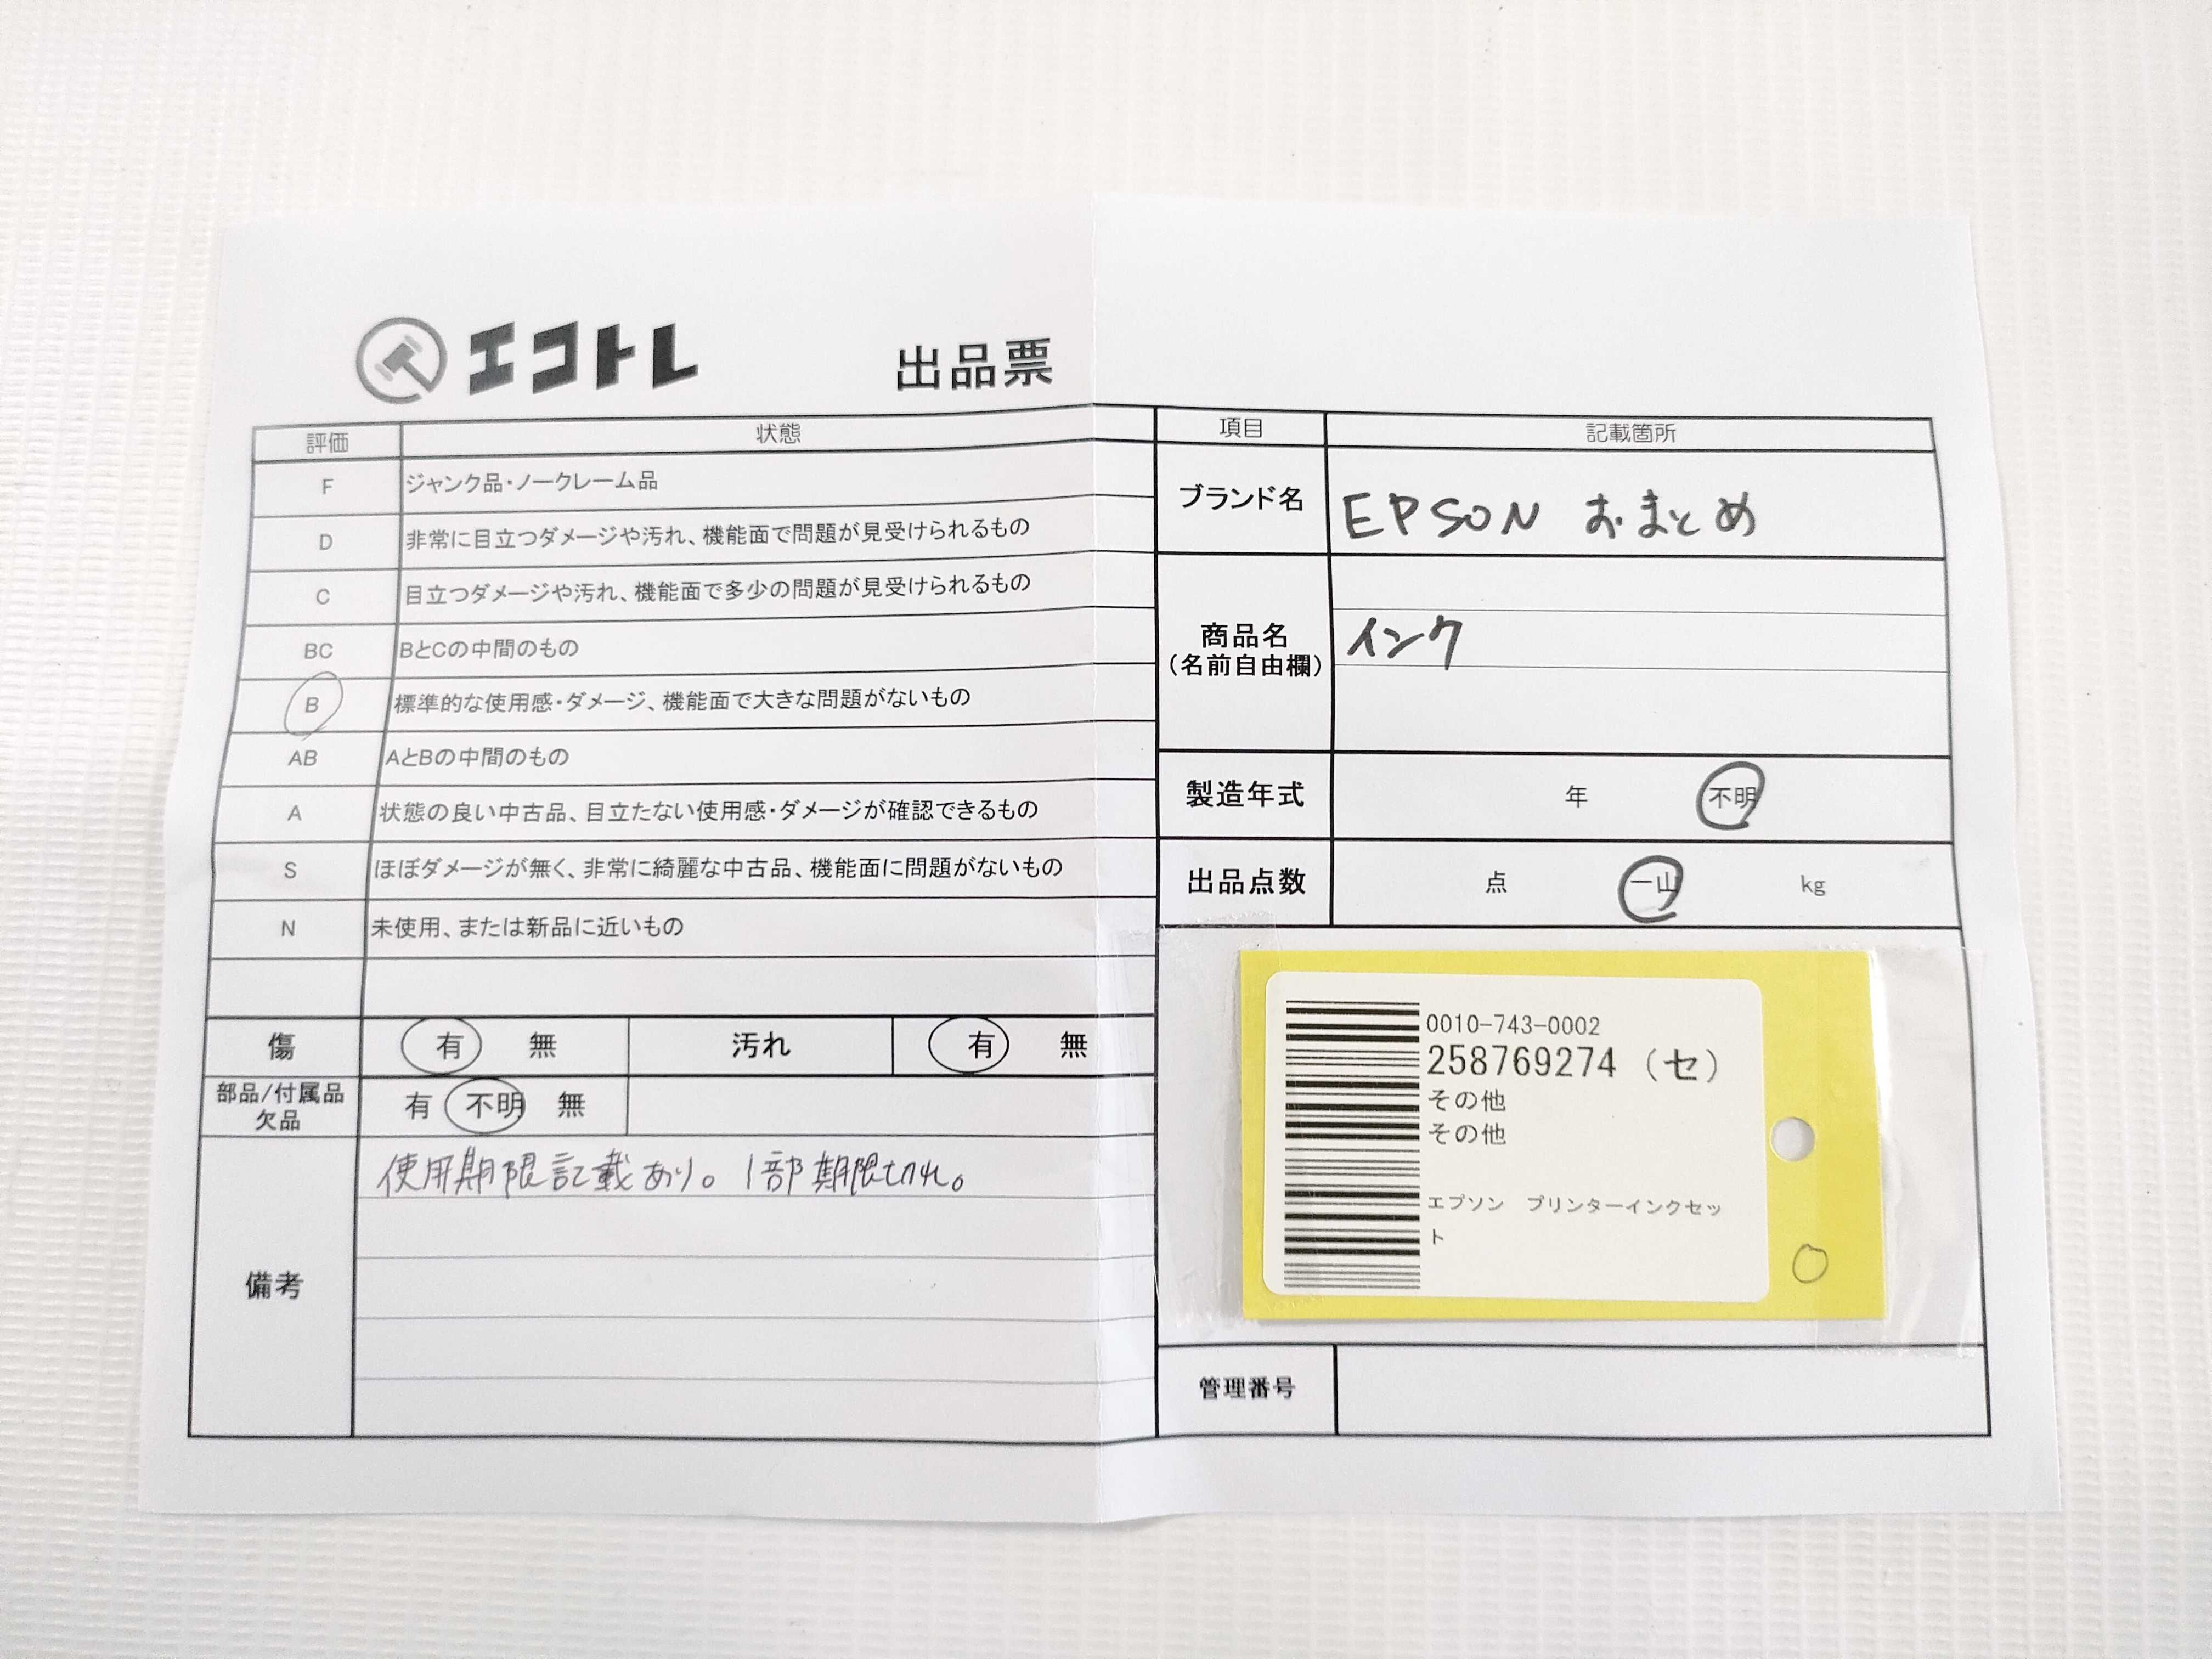 エコトレ
出品票
評価 状態
F ジャンク品・ノークレーム品
D 非常に目立つダメージや汚れ、機能面で問題が見受けられるもの
C 目立つダメージや汚れ、機能面で多少の問題が見受けられるもの
BC BとCの中間のもの
B 標準的な使用感・ダメージ、機能面で大きな問題がないもの
AB AとBの中間のもの
A 状態の良い中古品、目立たない使用感・ダメージが確認できるもの
S ほぼダメージが無く、非常に綺麗な中古品、機能面に問題がないもの
N 未使用、または新品に近いもの
傷 有 無 汚れ 有 無
部品/付属品
欠品
有 不明 無
備考
使用期限記載あり。1部期限切れ。
項目 記載箇所
ブランド名 EPSON おまとめ
商品名
(名前自由欄)
インク
製造年式 年 不明
出品点数 点 一山 kg
0010-743-0002
258769274 (セ)
その他
その他
エプソン プリンターインクセッ
ト
管理番号